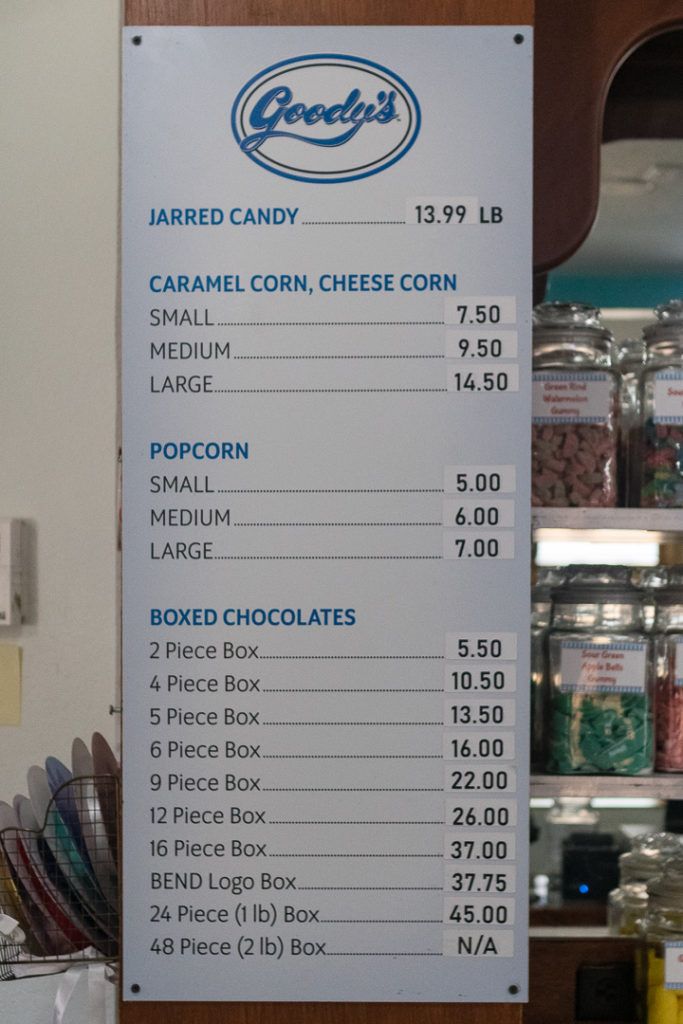 Goody's
JARRED CANDY 13.99 LB
CARAMEL CORN, CHEESE CORN
SMALL 7.50
MEDIUM 9.50
LARGE 14.50
POPCORN
SMALL 5.00
MEDIUM 6.00
LARGE 7.00
BOXED CHOCOLATES
2 Piece Box 5.50
4 Piece Box 10.50
5 Piece Box 13.50
6 Piece Box 16.00
9 Piece Box 22.00
12 Piece Box 26.00
16 Piece Box 37.00
BEND Logo Box 37.75
24 Piece (1 lb) Box 45.00
48 Piece (2 lb) Box N/A
Green Rind
Watermelon
Gummy
Sour Green
Apple Bells
Gummy